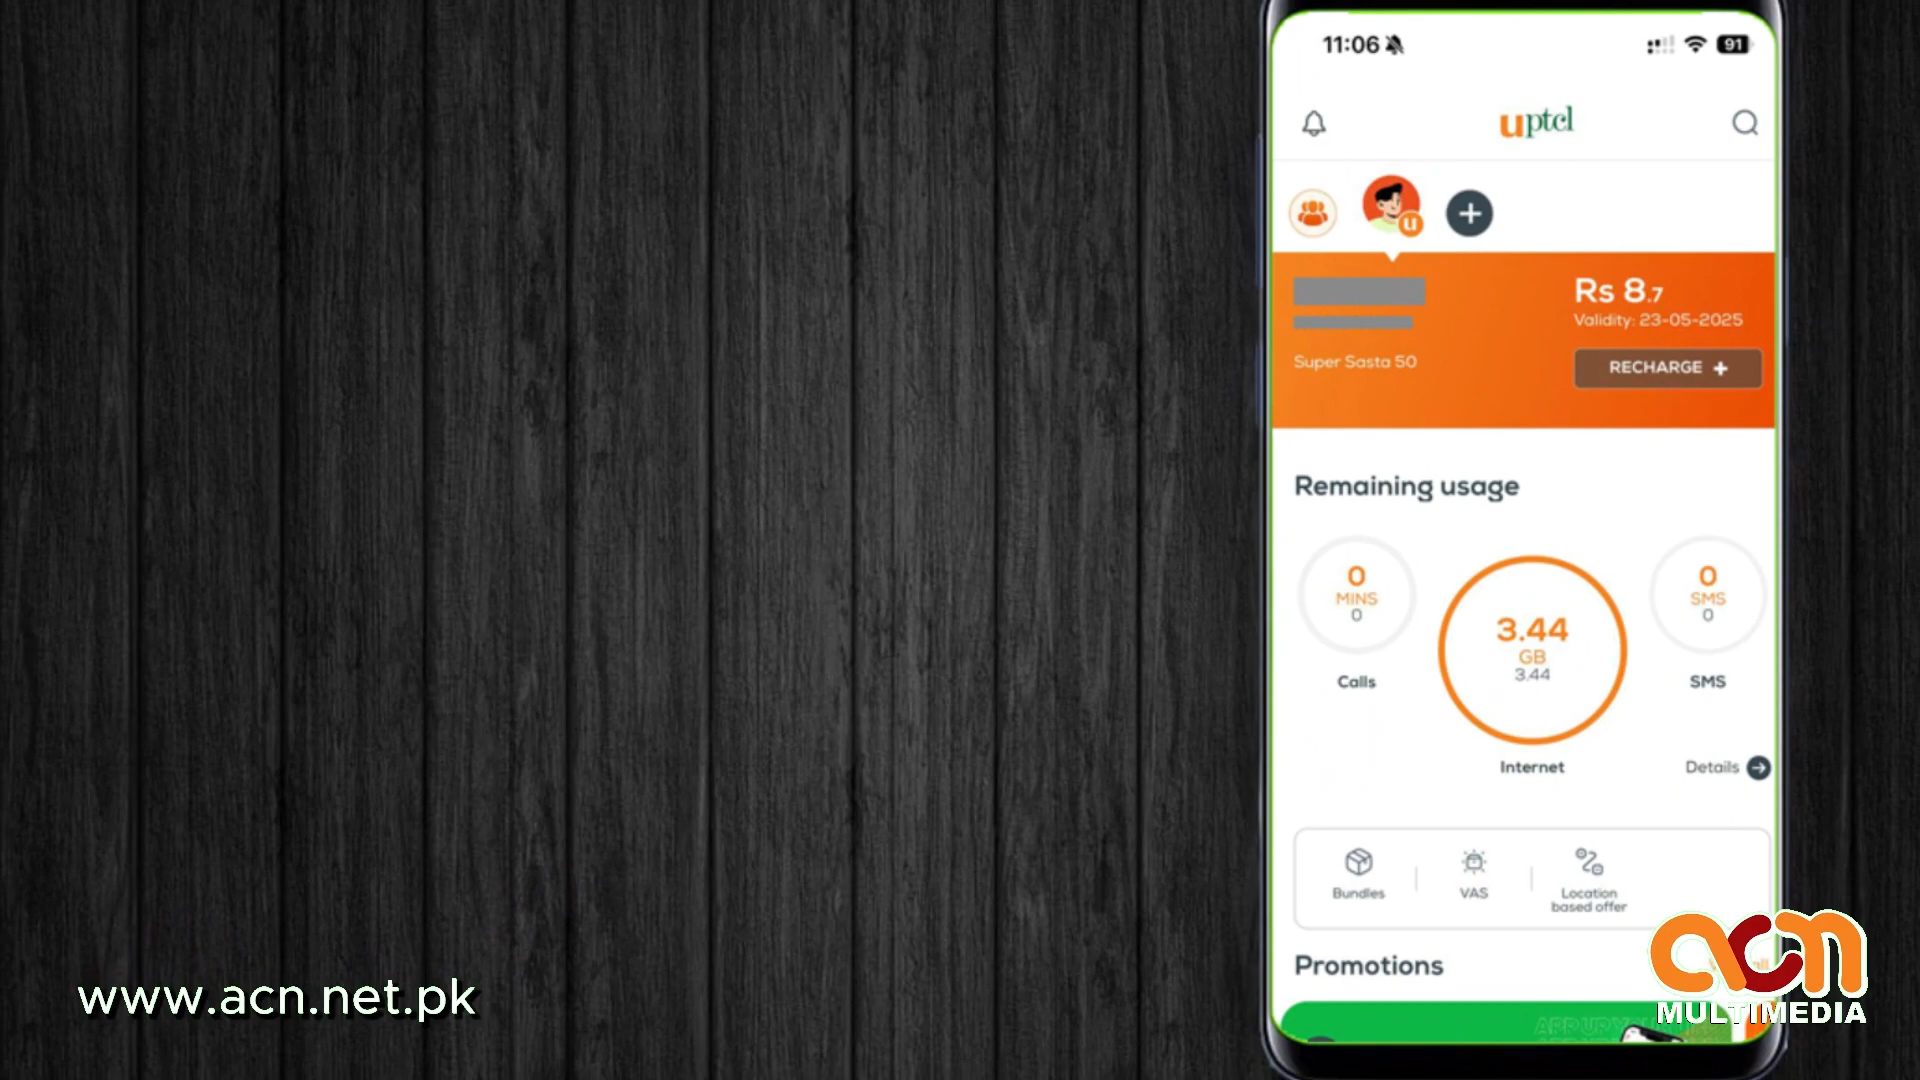 11:06
91
uptcl
u
Rs 8.7
Validity: 23-05-2025
Super Sasta 50
RECHARGE +
Remaining usage
0
MINS
0
Calls
3.44
GB
3.44
Internet
0
SMS
0
SMS
Details
Bundles
VAS
Location
based offer
Promotions
www.acn.net.pk
acn
MULTIMEDIA